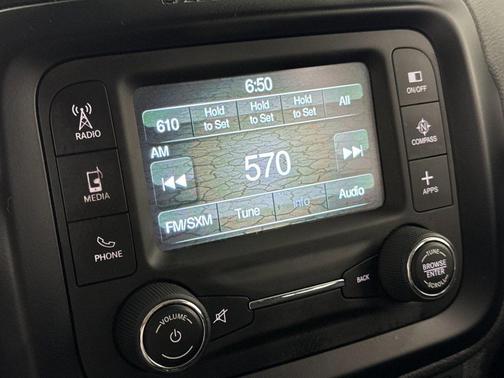 6:50
610
Hold
to Set
Hold
to Set
Hold
to Set
All
AM
570
FM/SXM
Tune
Info
Audio
RADIO
MEDIA
PHONE
ON/OFF
COMPASS
APPS
VOLUME
BACK
TUNE
BROWSE
ENTER
SCROLL